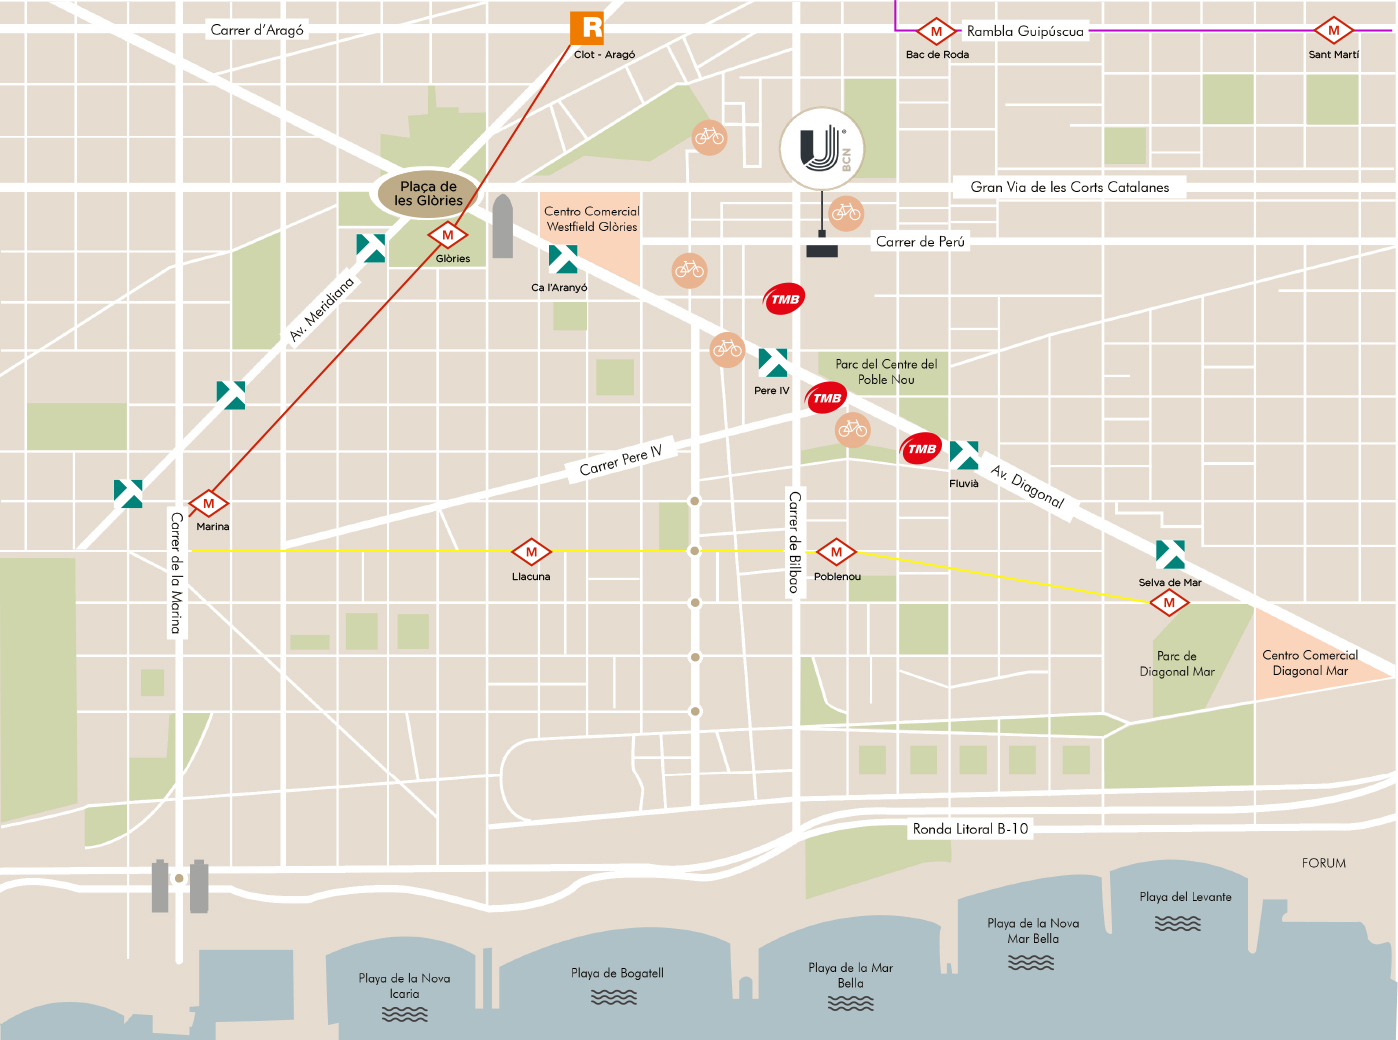 Carrer d'Aragó
R
Clot - Aragó
M
Bac de Roda
Rambla Guipúscua
M
Sant Martí
U
BCN
®
Plaça de
les Glòries
Gran Via de les Corts Catalanes
Centro Comercial
Westfield Glòries
M
Glòries
Carrer de Perú
Ca l'Aranyó
Av. Meridiana
TMB
Parc del Centre del
Poble Nou
Pere IV
TMB
TMB
Carrer Pere IV
Fluvià
Av. Diagonal
M
Marina
Carrer de la Marina
Carrer de Bilbao
M
Llacuna
M
Poblenou
Selva de Mar
M
Parc de
Diagonal Mar
Centro Comercial
Diagonal Mar
Ronda Litoral B-10
FORUM
Playa del Levante
Playa de la Nova
Mar Bella
Playa de la Mar
Bella
Playa de Bogatell
Playa de la Nova
Icaria